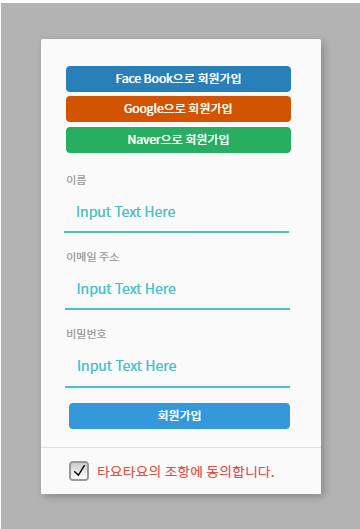 Face Book으로 회원가입
Google으로 회원가입
Naver으로 회원가입
이름
Input Text Here
이메일 주소
Input Text Here
비밀번호
Input Text Here
회원가입
타요타요의 조항에 동의합니다.